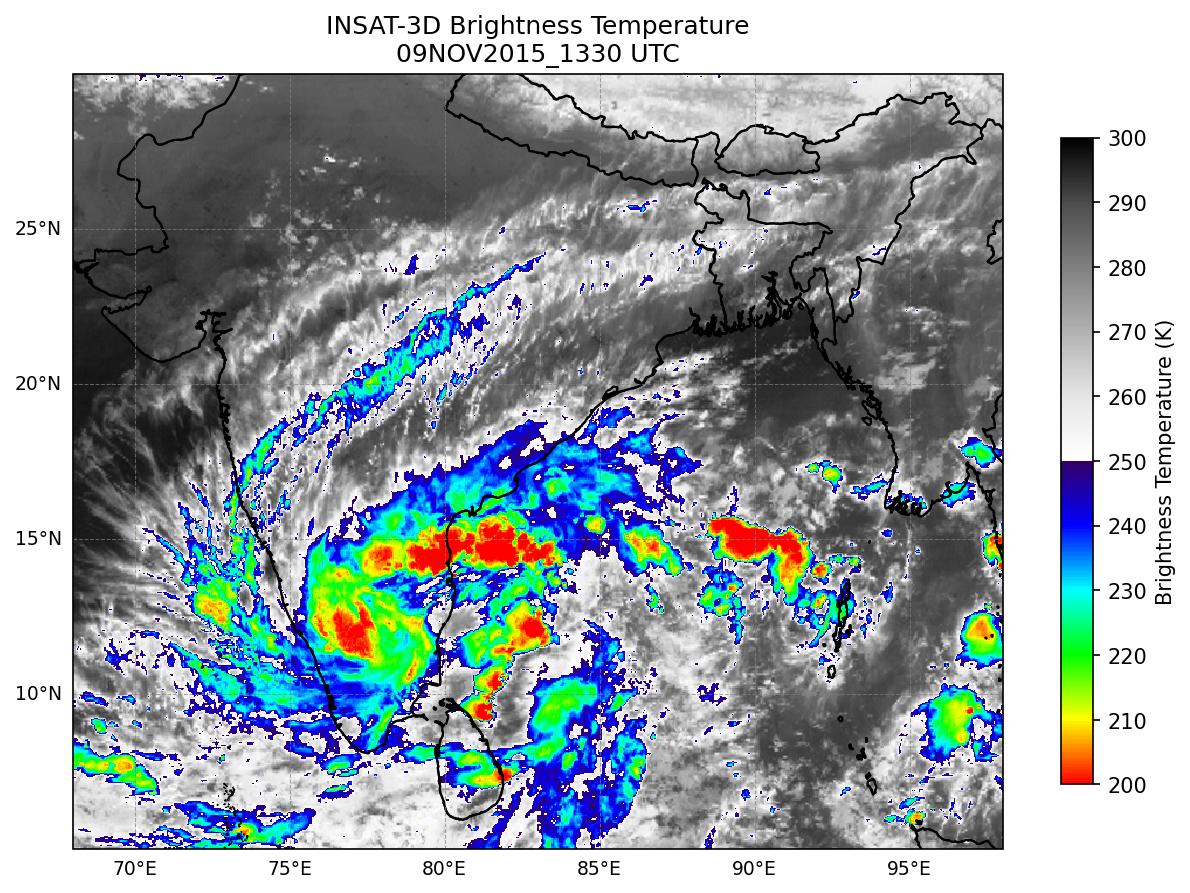 INSAT-3D Brightness Temperature
09NOV2015_1330 UTC
25°N
20°N
15°N
10°N
70°E
75°E
80°E
85°E
90°E
95°E
300
290
280
270
260
250
240
230
220
210
200
Brightness Temperature (K)